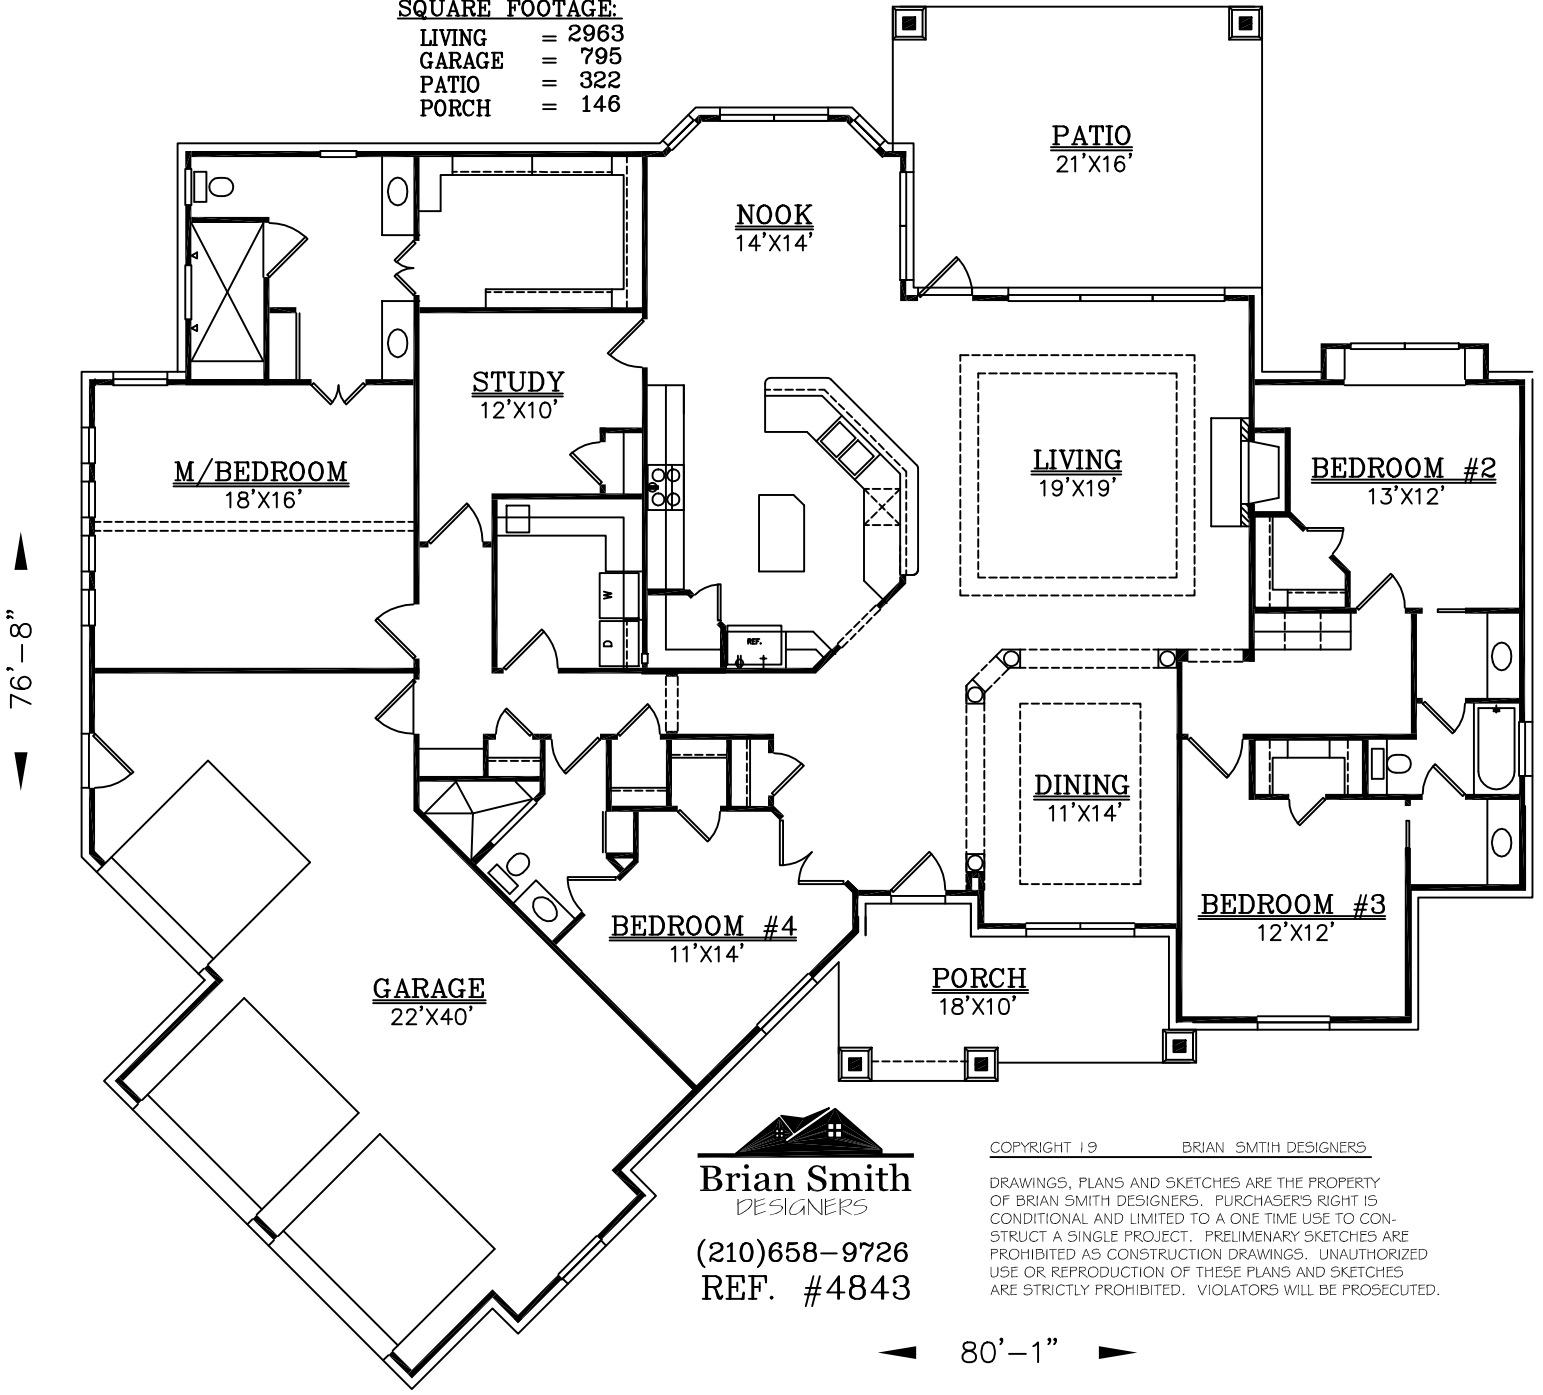 SQUARE FOOTAGE:
LIVING = 2963
GARAGE = 795
PATIO = 322
PORCH = 146
PATIO
21'X16'
NOOK
14'X14'
STUDY
12'X10'
M/BEDROOM
18'X16'
LIVING
19'X19'
BEDROOM #2
13'X12'
W
D
REF.
76'-8"
DINING
11'X14'
BEDROOM #3
12'X12'
BEDROOM #4
11'X14'
GARAGE
22'X40'
PORCH
18'X10'
Brian Smith
DESIGNERS
(210)658-9726
REF. #4843
COPYRIGHT 19 BRIAN SMTIH DESIGNERS
DRAWINGS, PLANS AND SKETCHES ARE THE PROPERTY
OF BRIAN SMITH DESIGNERS. PURCHASER'S RIGHT IS
CONDITIONAL AND LIMITED TO A ONE TIME USE TO CON-
STRUCT A SINGLE PROJECT. PRELIMENARY SKETCHES ARE
PROHIBITED AS CONSTRUCTION DRAWINGS. UNAUTHORIZED
USE OR REPRODUCTION OF THESE PLANS AND SKETCHES
ARE STRICTLY PROHIBITED. VIOLATORS WILL BE PROSECUTED.
80'-1"